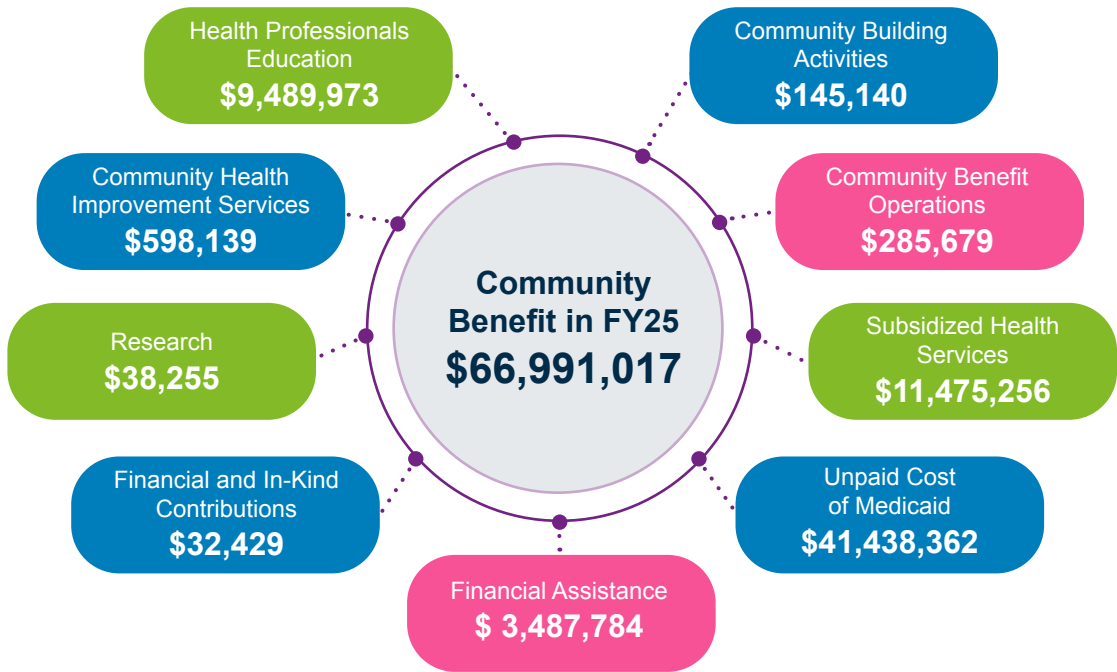 Health Professionals
Education
$9,489,973
Community Building
Activities
$145,140
Community Health
Improvement Services
$598,139
Community Benefit
Operations
$285,679
Community
Benefit in FY25
$66,991,017
Research
$38,255
Subsidized Health
Services
$11,475,256
Financial and In-Kind
Contributions
$32,429
Unpaid Cost
of Medicaid
$41,438,362
Financial Assistance
$ 3,487,784